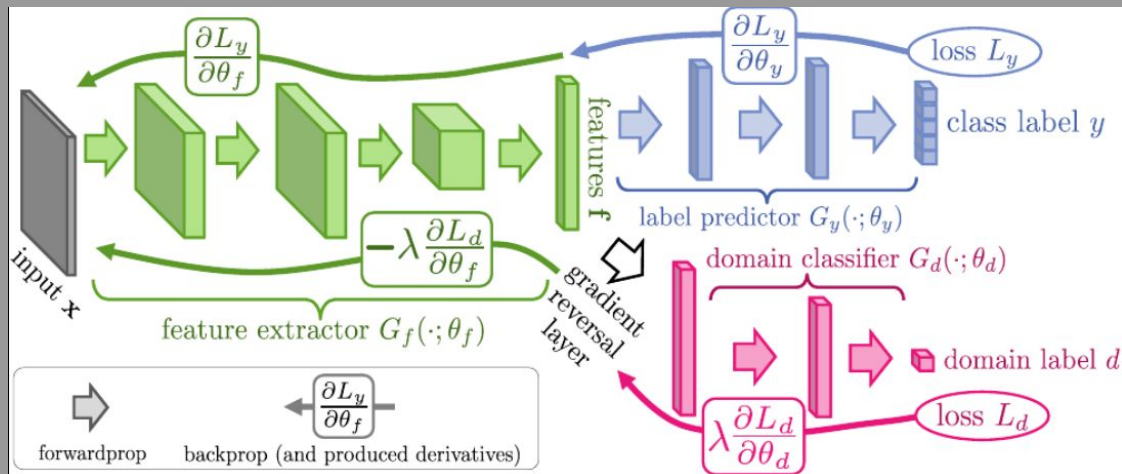 ∂L_y/∂θ_f
∂L_y/∂θ_y
loss L_y
features f
class label y
label predictor G_y(·;θ_y)
input x
−λ ∂L_d/∂θ_f
feature extractor G_f(·;θ_f)
gradient
reversal
layer
domain classifier G_d(·;θ_d)
domain label d
λ ∂L_d/∂θ_d
loss L_d
∂L_y/∂θ_f
forwardprop
backprop (and produced derivatives)